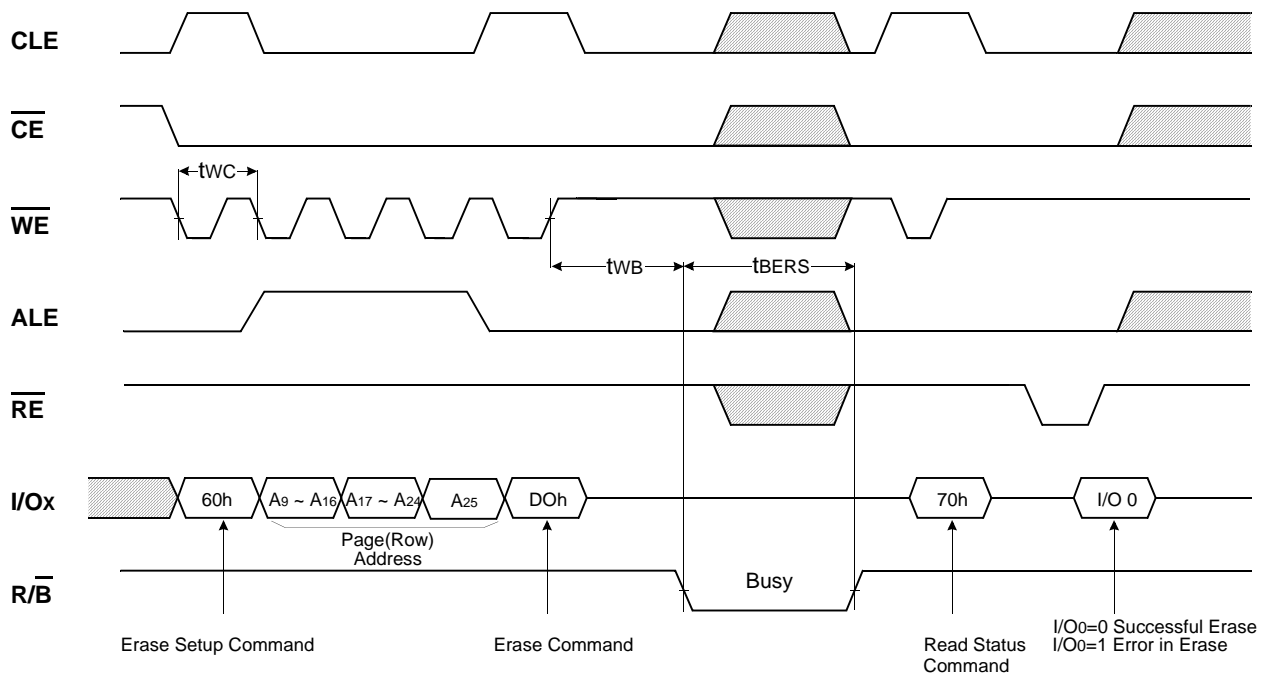 CLE
CE
tWC
WE
tWB
tBERS
ALE
RE
I/Ox
60h
A9 ~ A16
A17 ~ A24
A25
DOh
70h
I/O 0
Page(Row)
Address
R/B
Busy
Erase Setup Command
Erase Command
Read Status
Command
I/O0=0 Successful Erase
I/O0=1 Error in Erase